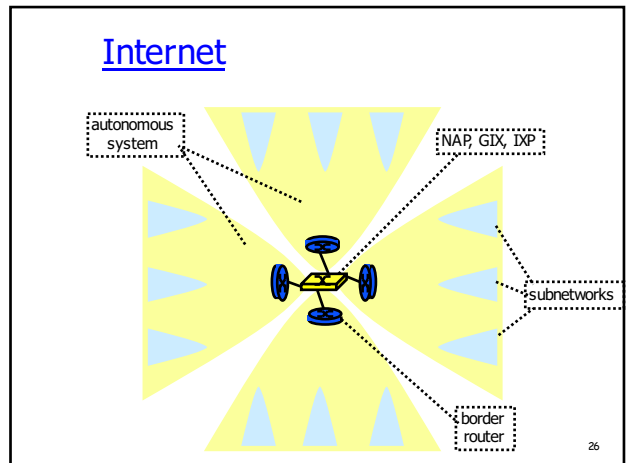 Internet
autonomous
system
NAP, GIX, IXP
subnetworks
border
router
26